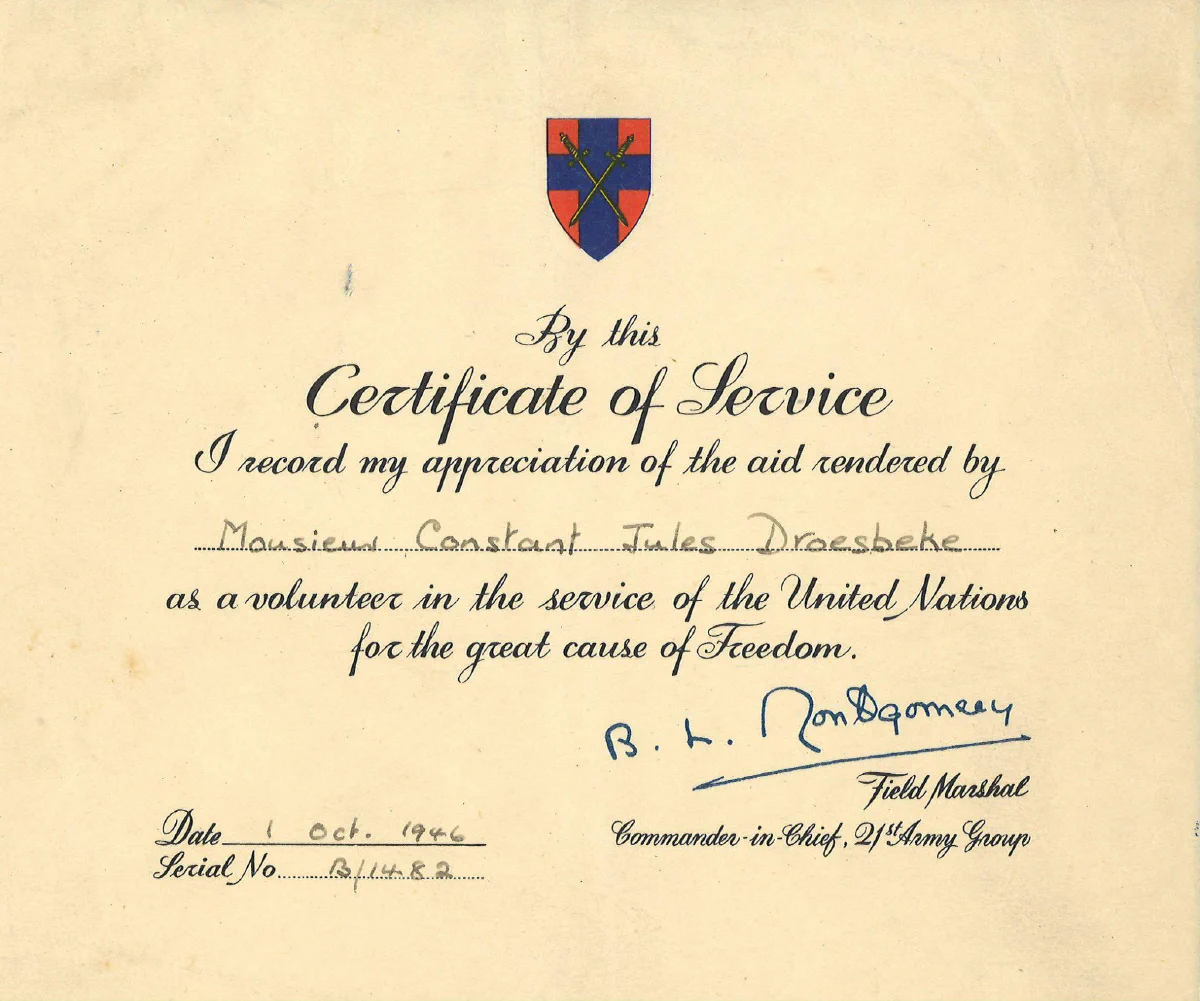 By this
Certificate of Service
I record my appreciation of the aid rendered by
Monsieur Constant Jules Droesbeke
as a volunteer in the service of the United Nations
for the great cause of Freedom.
B. L. Montgomery
Field Marshal
Commander-in-Chief, 21st Army Group
Date 1 Oct. 1946
Serial No B/1482